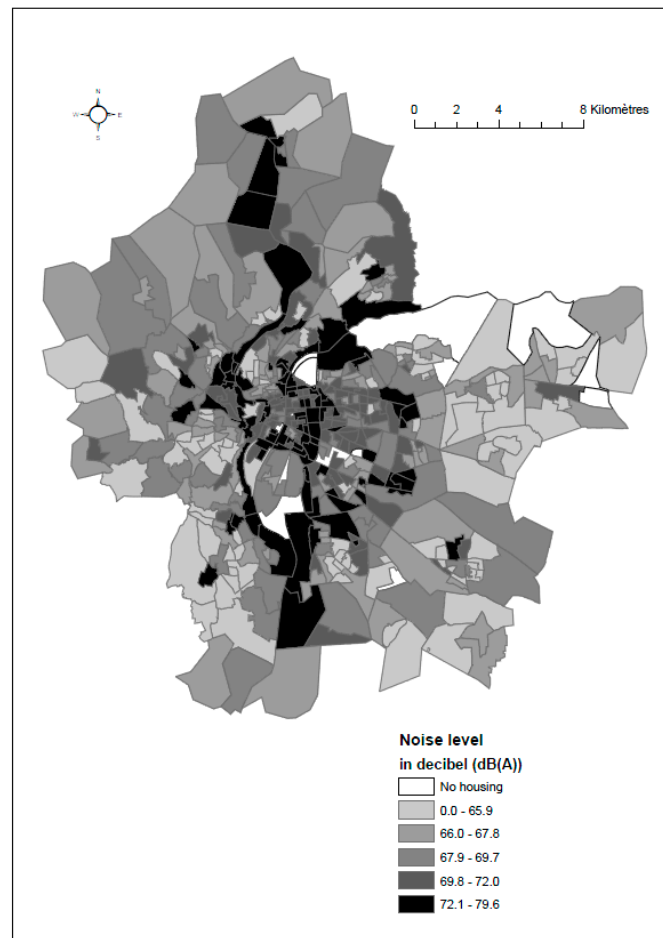 N
W E
S
0 2 4 8 Kilomètres
Noise level
in decibel (dB(A))
No housing
0.0 - 65.9
66.0 - 67.8
67.9 - 69.7
69.8 - 72.0
72.1 - 79.6